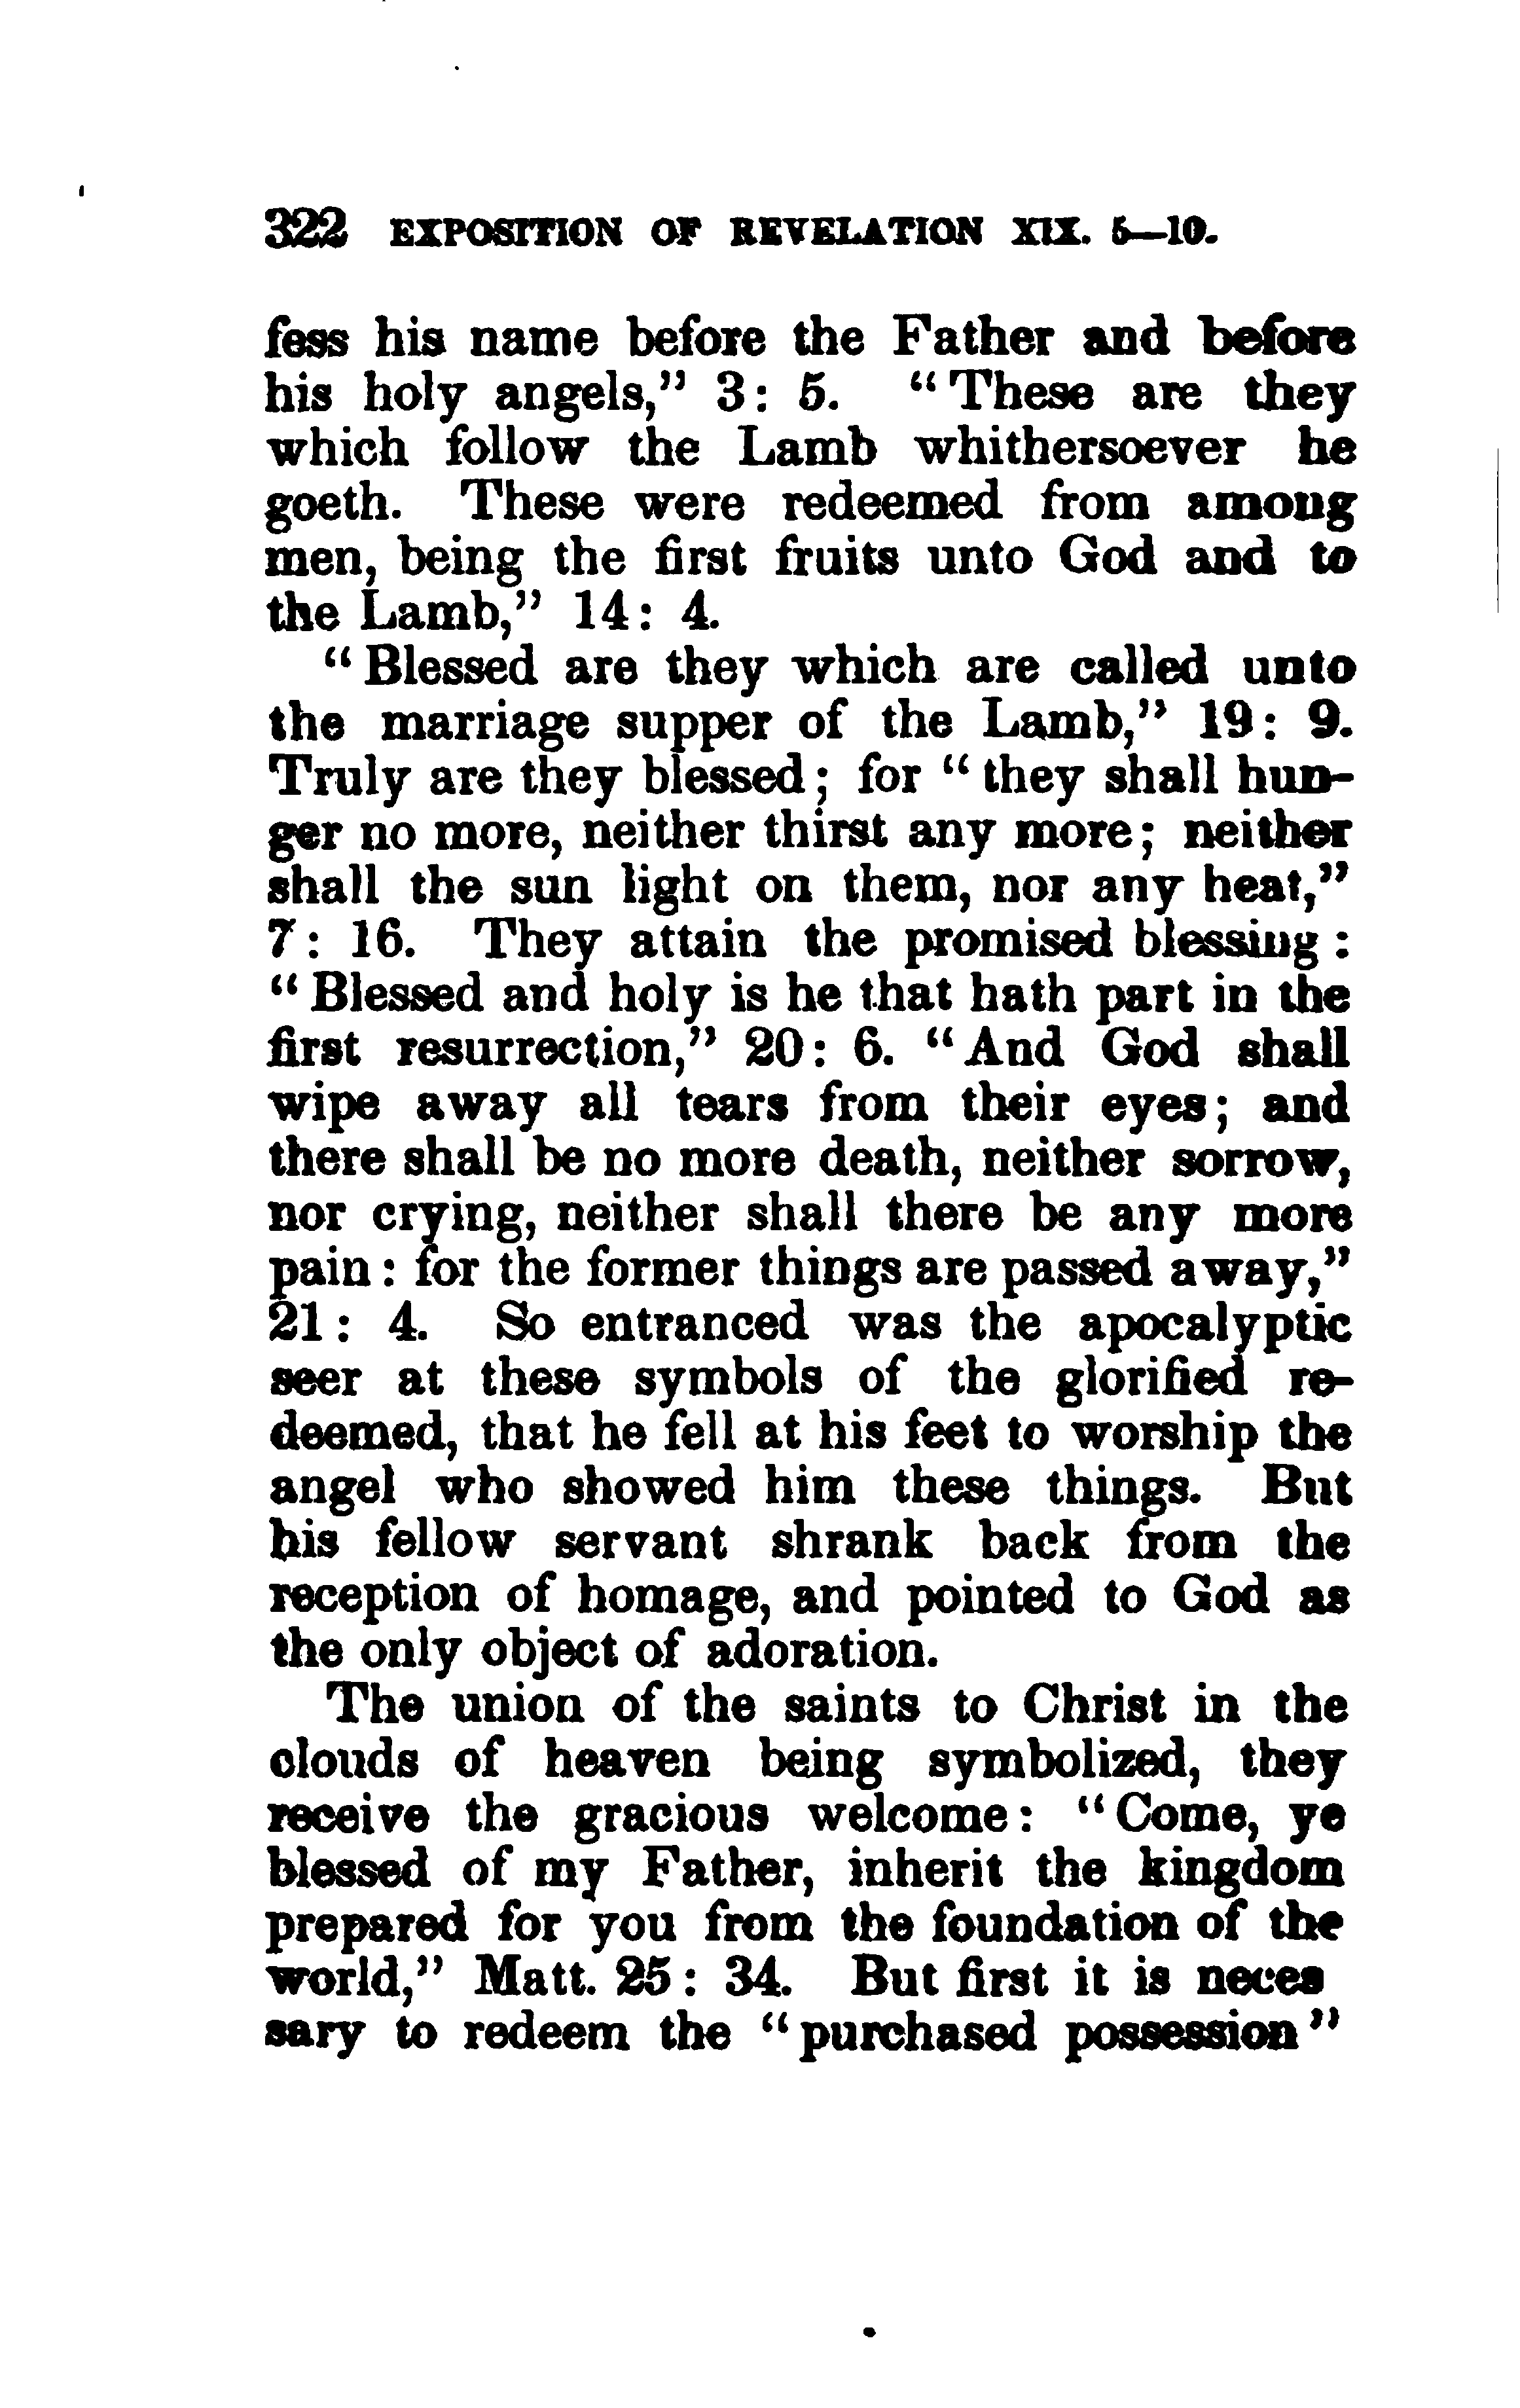 322 EXPOSITION OF REVELATION XIX. 5—10.
fess his name before the Father and before
his holy angels," 3: 5. "These are they
which follow the Lamb whithersoever he
goeth. These were redeemed from among
men, being the first fruits unto God and to
the Lamb," 14: 4.
"Blessed are they which are called unto
the marriage supper of the Lamb," 19: 9.
Truly are they blessed; for "they shall hun-
ger no more, neither thirst any more; neither
shall the sun light on them, nor any heat,"
7: 16. They attain the promised blessing:
"Blessed and holy is he that hath part in the
first resurrection," 20: 6. "And God shall
wipe away all tears from their eyes; and
there shall be no more death, neither sorrow,
nor crying, neither shall there be any more
pain: for the former things are passed away,"
21: 4. So entranced was the apocalyptic
seer at these symbols of the glorified re-
deemed, that he fell at his feet to worship the
angel who showed him these things. But
his fellow servant shrank back from the
reception of homage, and pointed to God as
the only object of adoration.
The union of the saints to Christ in the
clouds of heaven being symbolized, they
receive the gracious welcome: "Come, ye
blessed of my Father, inherit the kingdom
prepared for you from the foundation of the
world," Matt. 25: 34. But first it is neces
sary to redeem the "purchased possession"